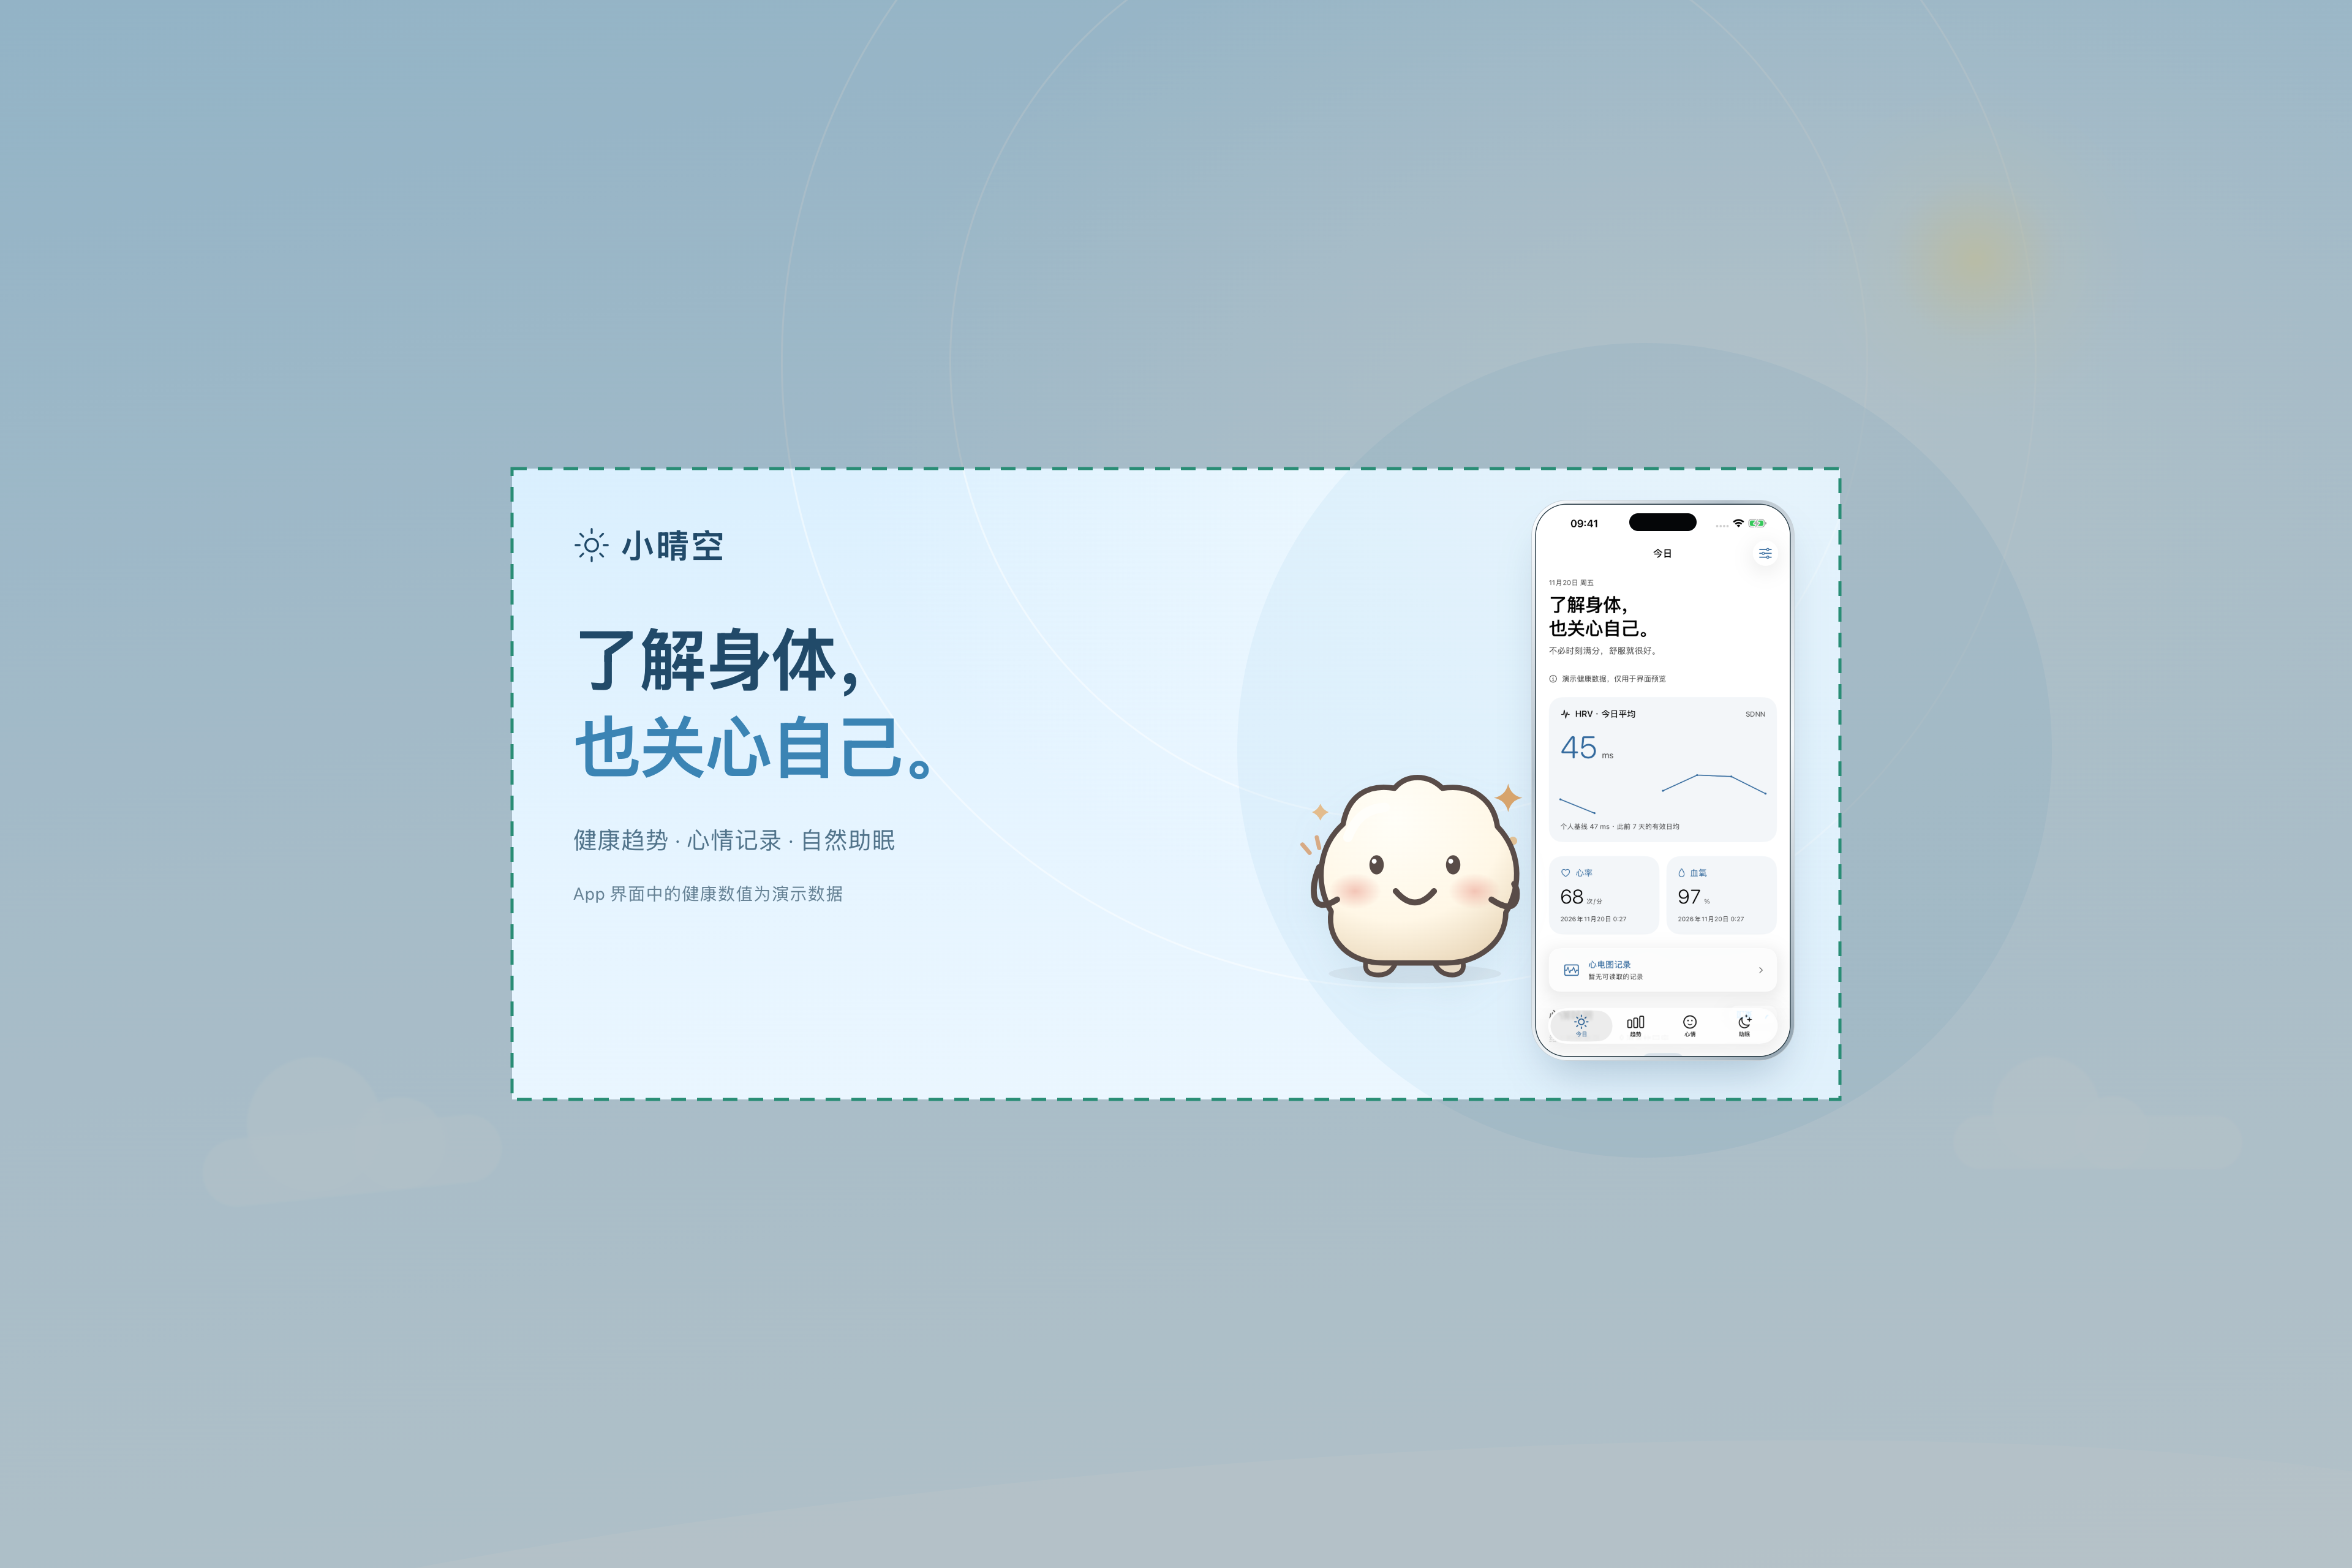 小晴空
了解身体，
也关心自己。
健康趋势 · 心情记录 · 自然助眠
App 界面中的健康数值为演示数据
09:41
今日
11月20日 周五
了解身体，
也关心自己。
不必时刻满分，舒服就很好。
演示健康数据，仅用于界面预览
HRV · 今日平均
SDNN
45 ms
个人基线 47 ms · 此前 7 天的有效日均
心率
68 次/分
2026年11月20日 0:27
血氧
97 %
2026年11月20日 0:27
心电图记录
暂无可读取的记录
今日
趋势
心情
助眠